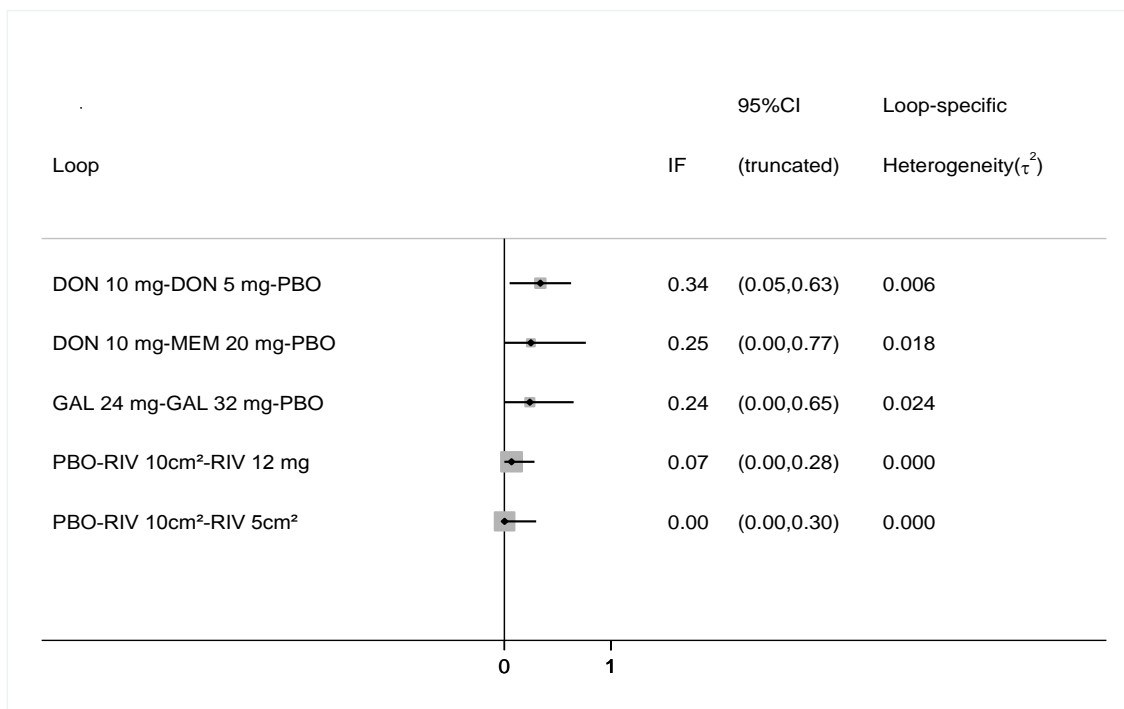 .
95%CI Loop-specific
Loop IF (truncated) Heterogeneity(τ²)
DON 10 mg-DON 5 mg-PBO 0.34 (0.05,0.63) 0.006
DON 10 mg-MEM 20 mg-PBO 0.25 (0.00,0.77) 0.018
GAL 24 mg-GAL 32 mg-PBO 0.24 (0.00,0.65) 0.024
PBO-RIV 10cm²-RIV 12 mg 0.07 (0.00,0.28) 0.000
PBO-RIV 10cm²-RIV 5cm² 0.00 (0.00,0.30) 0.000
0 1